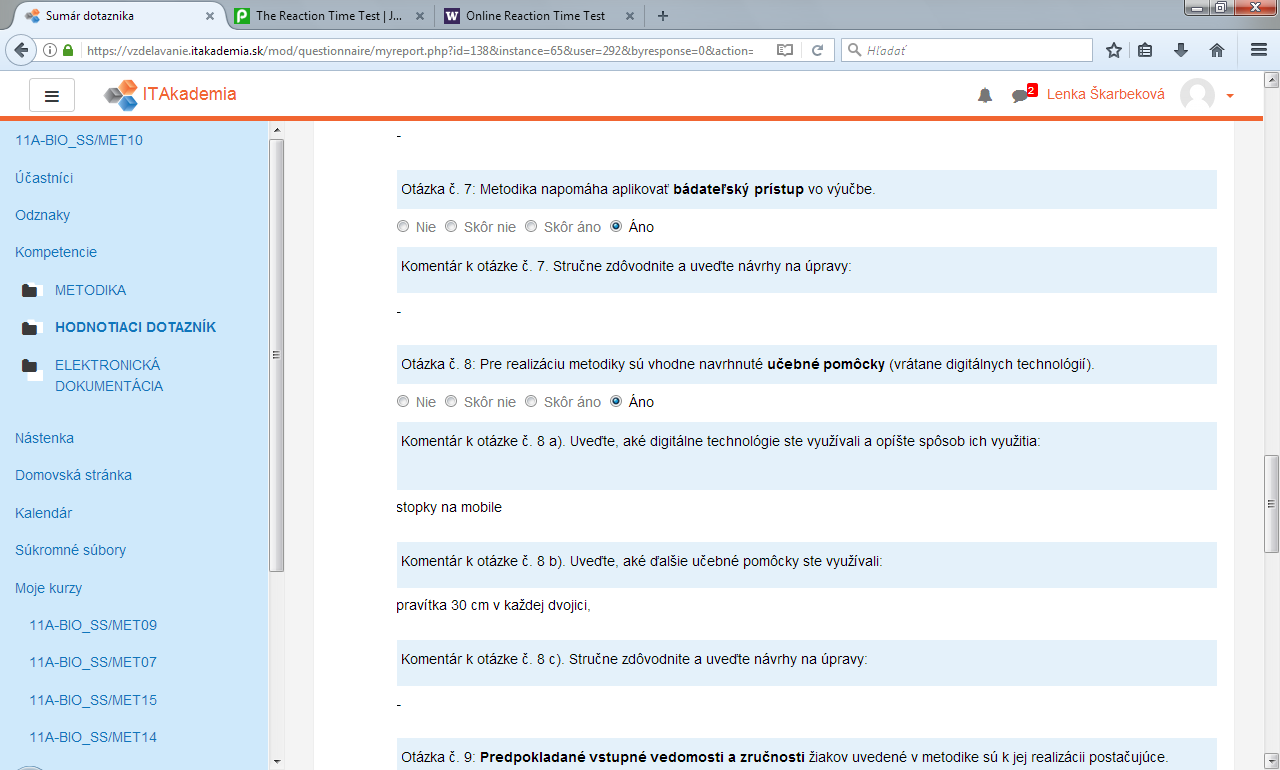 Sumár dotazníka
The Reaction Time Test | J...
Online Reaction Time Test
https://vzdelavanie.itakademia.sk/mod/questionnaire/myreport.php?id=138&instance=65&user=292&byresponse=0&action=
Hľadať
ITAkademia
2
Lenka Škarbeková
11A-BIO_SS/MET10
Účastníci
Odznaky
Kompetencie
METODIKA
HODNOTIACI DOTAZNÍK
ELEKTRONICKÁ
DOKUMENTÁCIA
Nástenka
Domovská stránka
Kalendár
Súkromné súbory
Moje kurzy
11A-BIO_SS/MET09
11A-BIO_SS/MET07
11A-BIO_SS/MET15
11A-BIO_SS/MET14
-
Otázka č. 7: Metodika napomáha aplikovať bádateľský prístup vo výučbe.
Nie Skôr nie Skôr áno Áno
Komentár k otázke č. 7. Stručne zdôvodnite a uveďte návrhy na úpravy:
-
Otázka č. 8: Pre realizáciu metodiky sú vhodne navrhnuté učebné pomôcky (vrátane digitálnych technológií).
Nie Skôr nie Skôr áno Áno
Komentár k otázke č. 8 a). Uveďte, aké digitálne technológie ste využívali a opíšte spôsob ich využitia:
stopky na mobile
Komentár k otázke č. 8 b). Uveďte, aké ďalšie učebné pomôcky ste využívali:
pravítka 30 cm v každej dvojici,
Komentár k otázke č. 8 c). Stručne zdôvodnite a uveďte návrhy na úpravy:
-
Otázka č. 9: Predpokladané vstupné vedomosti a zručnosti žiakov uvedené v metodike sú k jej realizácii postačujúce.